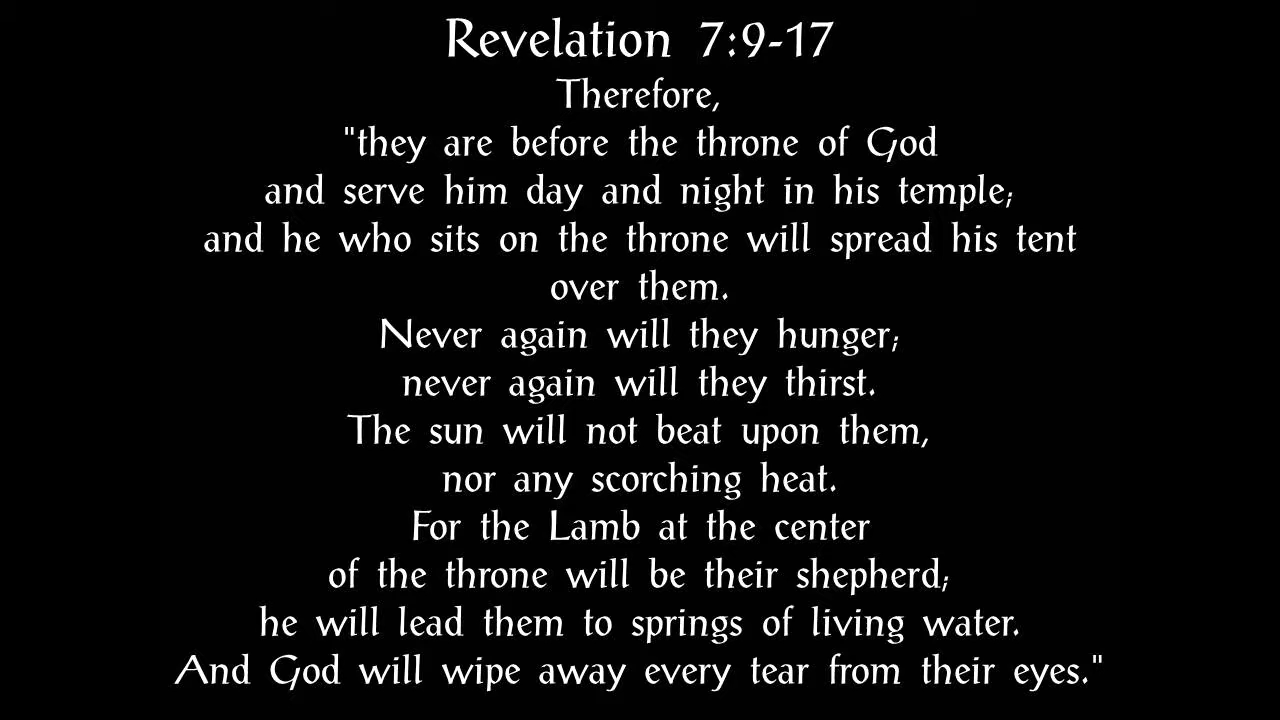 Revelation 7:9-17
Therefore,
"they are before the throne of God
and serve him day and night in his temple;
and he who sits on the throne will spread his tent
over them.
Never again will they hunger;
never again will they thirst.
The sun will not beat upon them,
nor any scorching heat.
For the Lamb at the center
of the throne will be their shepherd;
he will lead them to springs of living water.
And God will wipe away every tear from their eyes."